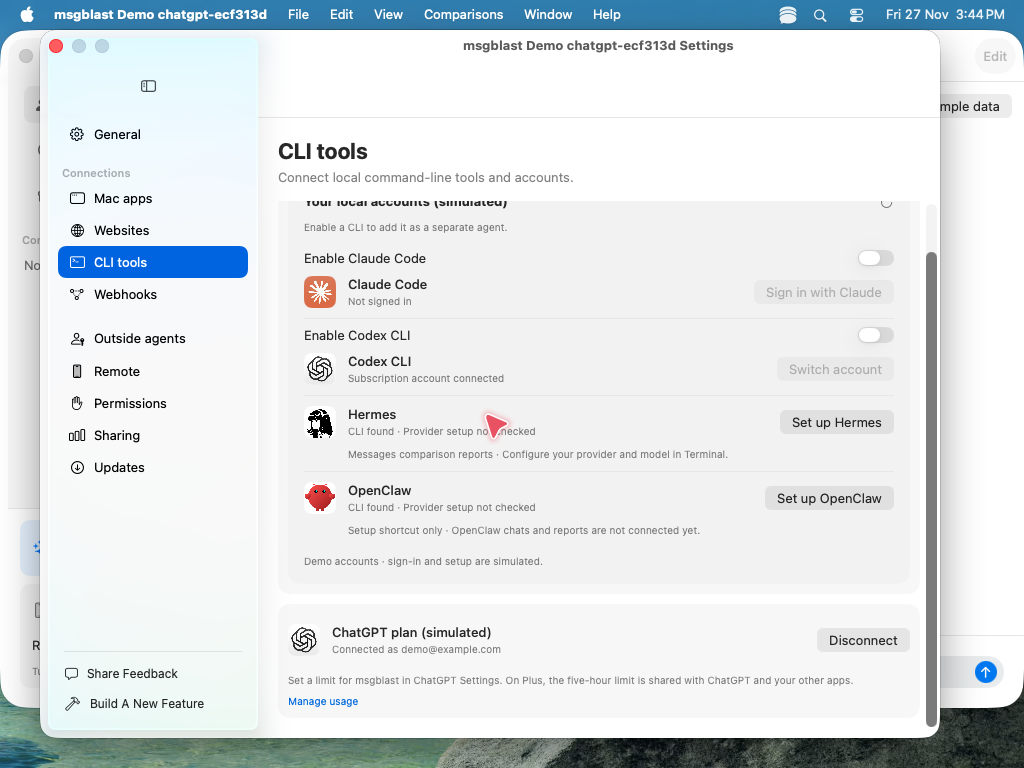 msgblast Demo chatgpt-ecf313d File Edit View Comparisons Window Help Fri 27 Nov 3:44 PM
msgblast Demo chatgpt-ecf313d Settings
Edit
mple data
General
Connections
Mac apps
Websites
CLI tools
Webhooks
Outside agents
Remote
Permissions
Sharing
Updates
Share Feedback
Build A New Feature
CLI tools
Connect local command-line tools and accounts.
Your local accounts (simulated)
Enable a CLI to add it as a separate agent.
Enable Claude Code
Claude Code
Not signed in
Sign in with Claude
Enable Codex CLI
Codex CLI
Subscription account connected
Switch account
Hermes
CLI found · Provider setup not checked
Set up Hermes
Messages comparison reports · Configure your provider and model in Terminal.
OpenClaw
CLI found · Provider setup not checked
Set up OpenClaw
Setup shortcut only · OpenClaw chats and reports are not connected yet.
Demo accounts · sign-in and setup are simulated.
ChatGPT plan (simulated)
Connected as demo@example.com
Disconnect
Set a limit for msgblast in ChatGPT Settings. On Plus, the five-hour limit is shared with ChatGPT and your other apps.
Manage usage